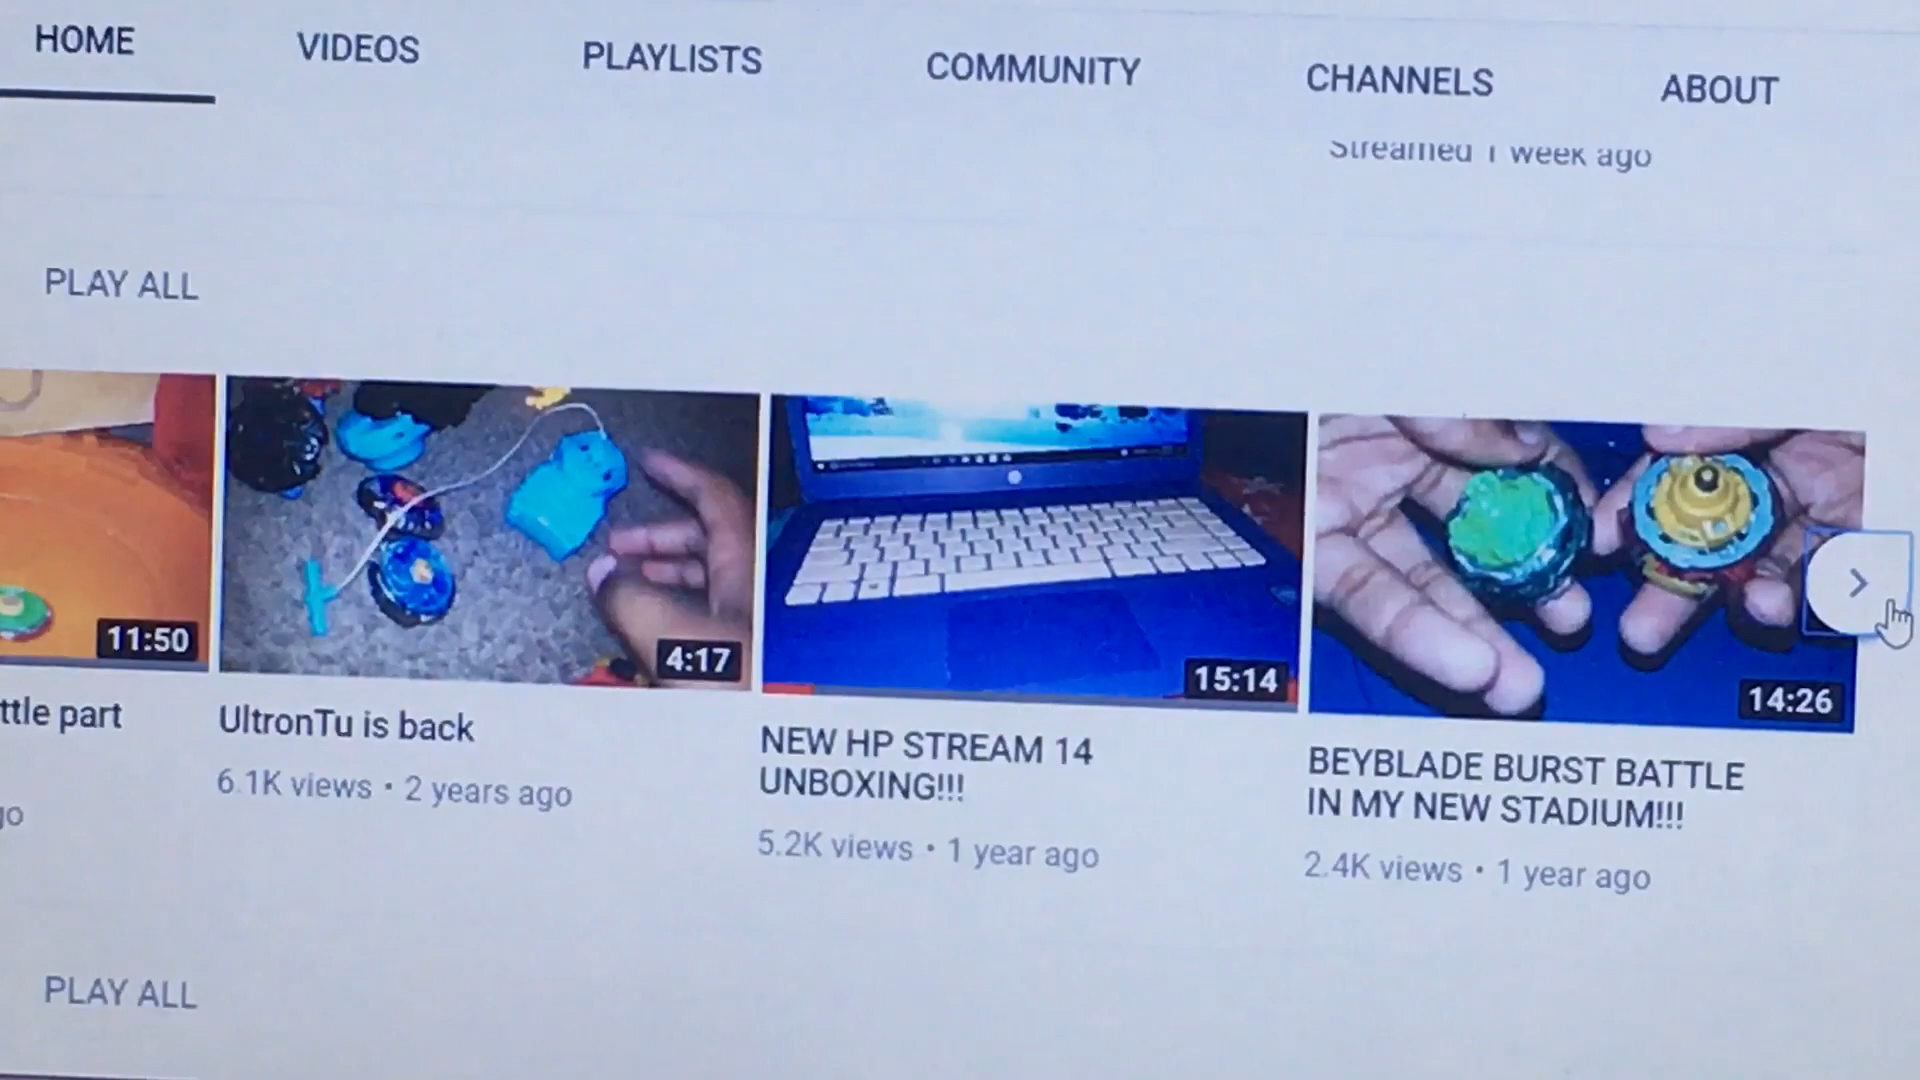 HOME VIDEOS PLAYLISTS COMMUNITY CHANNELS ABOUT
Streamed 1 week ago
PLAY ALL
11:50
4:17
15:14
14:26
ttle part
UltronTu is back
6.1K views • 2 years ago
NEW HP STREAM 14
UNBOXING!!!
5.2K views • 1 year ago
BEYBLADE BURST BATTLE
IN MY NEW STADIUM!!!
2.4K views • 1 year ago
go
PLAY ALL